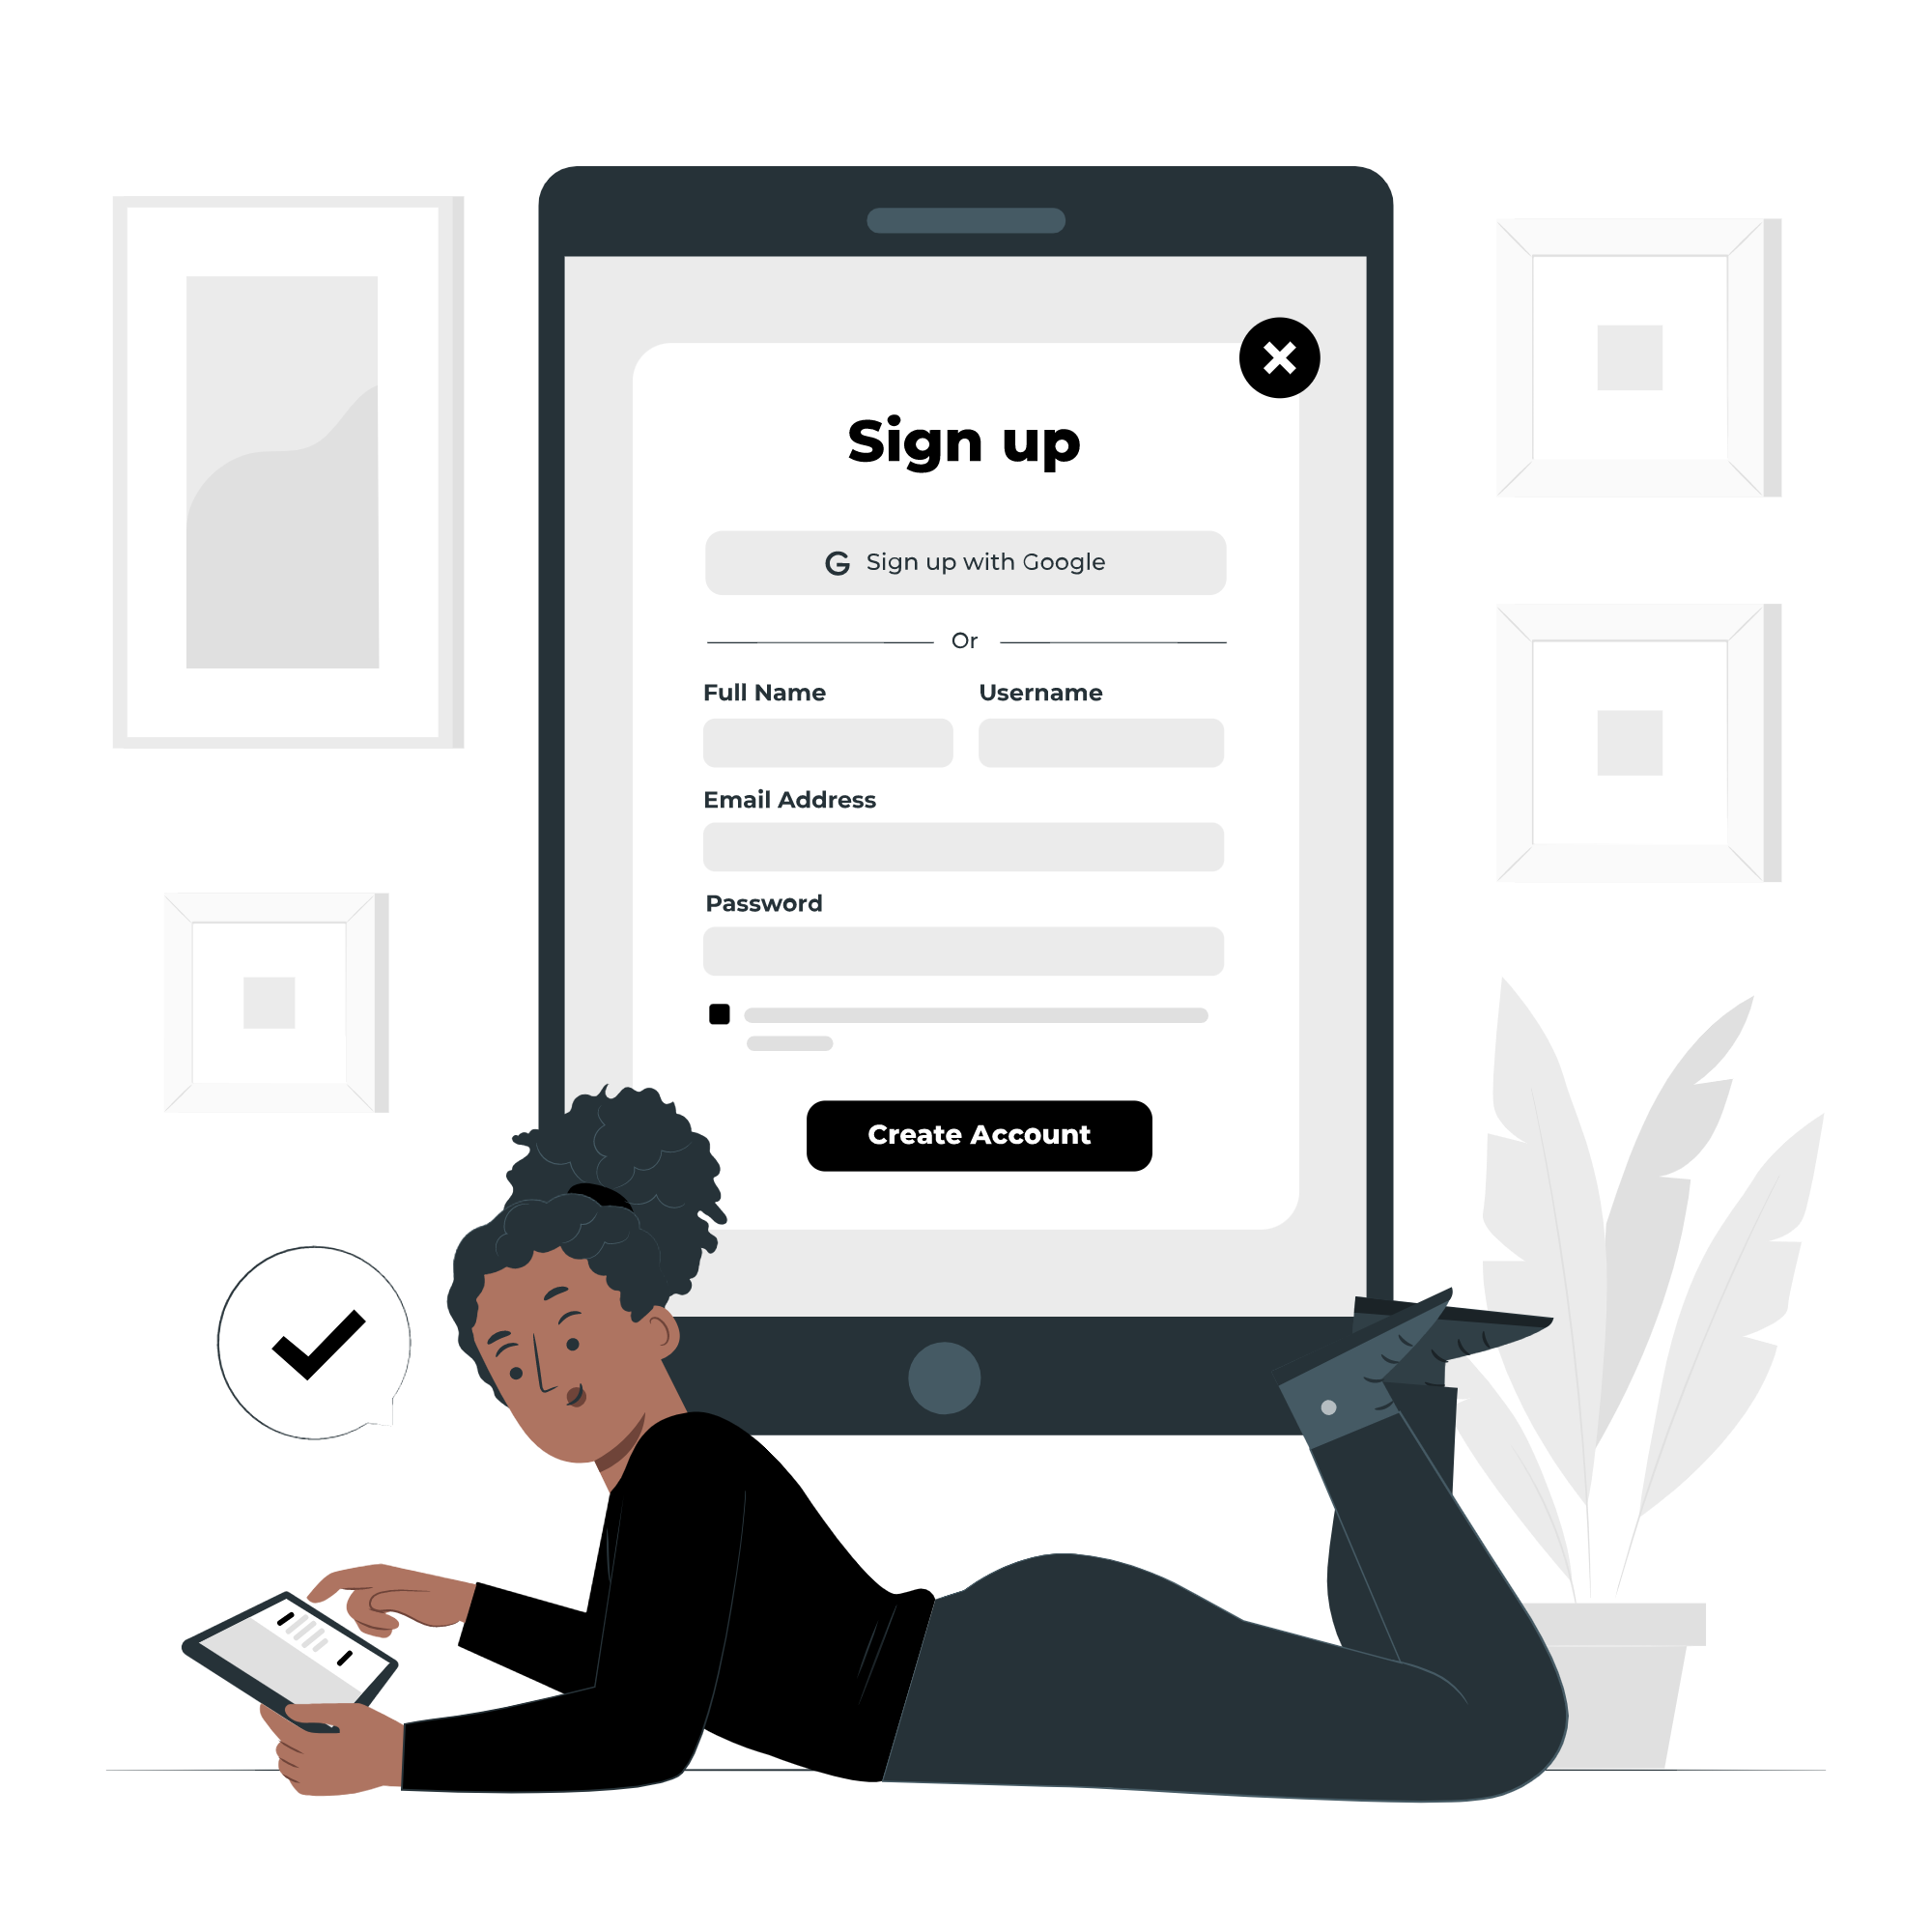 Sign up
G Sign up with Google
Or
Full Name Username
Email Address
Password
Create Account